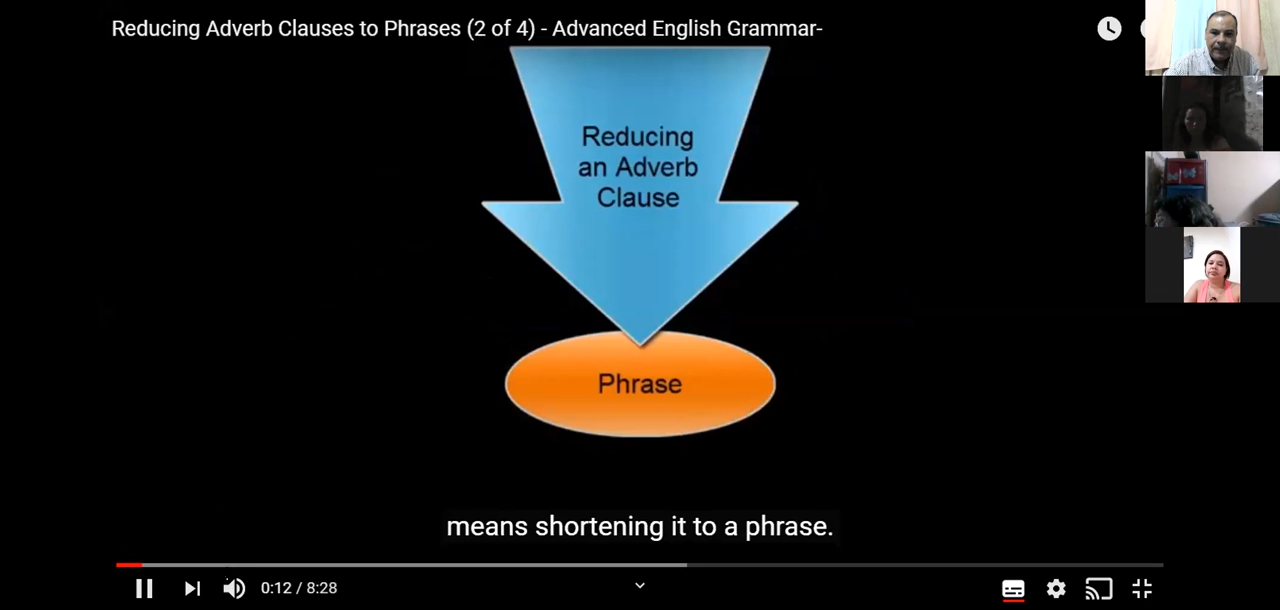 Reducing Adverb Clauses to Phrases (2 of 4) - Advanced English Grammar-
Reducing
an Adverb
Clause
Phrase
means shortening it to a phrase.
0:12 / 8:28